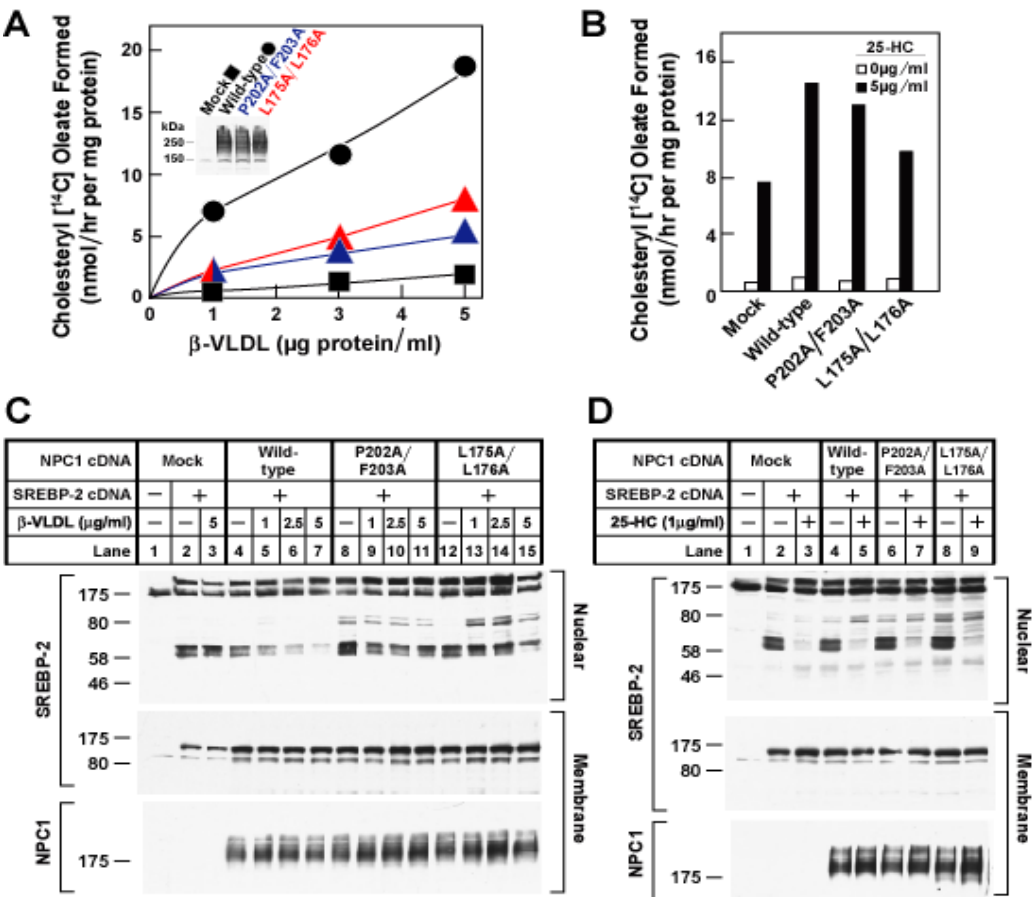 A
Cholesteryl [¹⁴C] Oleate Formed
(nmol/hr per mg protein)
20
15
10
5
0
0
1
3
5
β-VLDL (μg protein/ml)
Mock
Wild-type
P202A/F203A
L175A/L176A
kDa
250
150
B
Cholesteryl [¹⁴C] Oleate Formed
(nmol/hr per mg protein)
16
12
8
4
0
25-HC
0μg/ml
5μg/ml
Mock
Wild-type
P202A/F203A
L175A/L176A
C
NPC1 cDNA Mock Wild-type P202A/F203A L175A/L176A
SREBP-2 cDNA – + + + +
β-VLDL (μg/ml) – – 5 – 1 2.5 5 – 1 2.5 5 – 1 2.5 5
Lane 1 2 3 4 5 6 7 8 9 10 11 12 13 14 15
SREBP-2
175
80
58
46
Nuclear
175
80
Membrane
NPC1
175
D
NPC1 cDNA Mock Wild-type P202A/F203A L175A/L176A
SREBP-2 cDNA – + + + +
25-HC (1μg/ml) – – + – + – + – +
Lane 1 2 3 4 5 6 7 8 9
SREBP-2
175
80
58
46
Nuclear
175
80
Membrane
NPC1
175